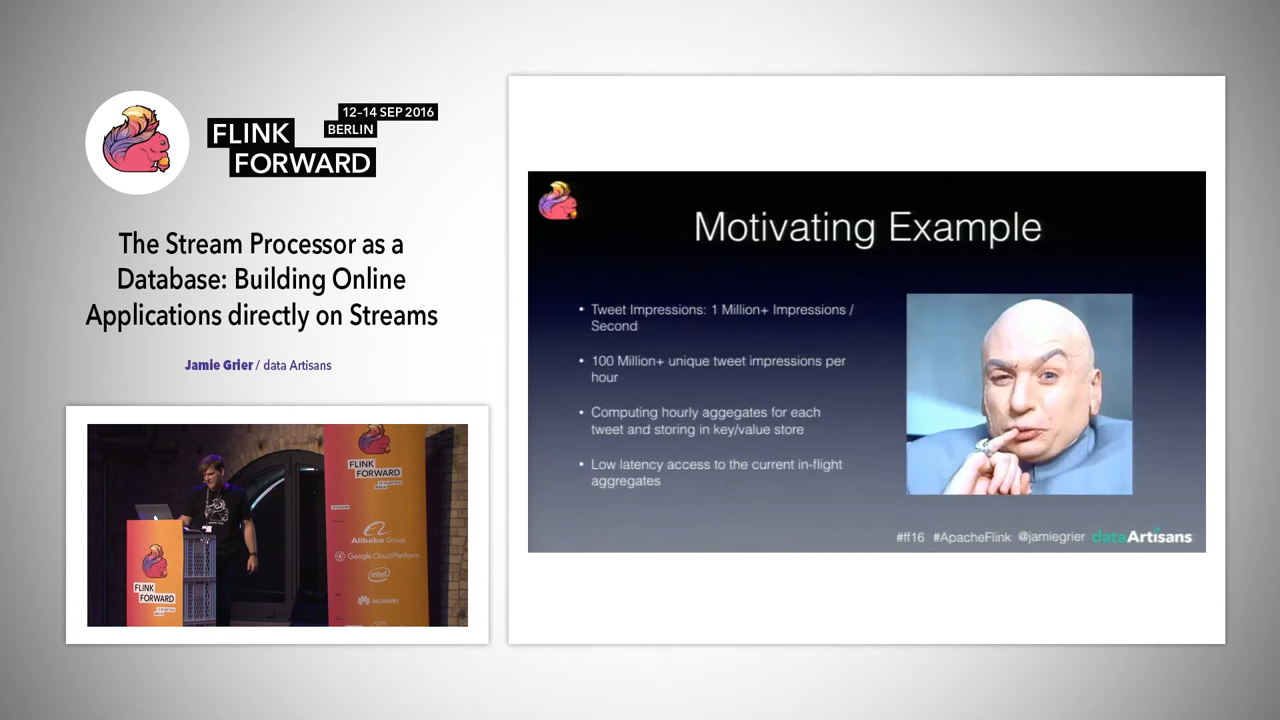 12-14 SEP 2016
BERLIN
FLINK
FORWARD
The Stream Processor as a
Database: Building Online
Applications directly on Streams
Jamie Grier / data Artisans
FLINK
FORWARD
Alibaba Group
Google Cloud Platform
intel
HUAWEI
FLINK
FORWARD
Motivating Example
• Tweet Impressions: 1 Million+ Impressions /
Second
• 100 Million+ unique tweet impressions per
hour
• Computing hourly aggegates for each
tweet and storing in key/value store
• Low latency access to the current in-flight
aggregates
#ff16 #ApacheFlink @jamiegrier dataArtisans